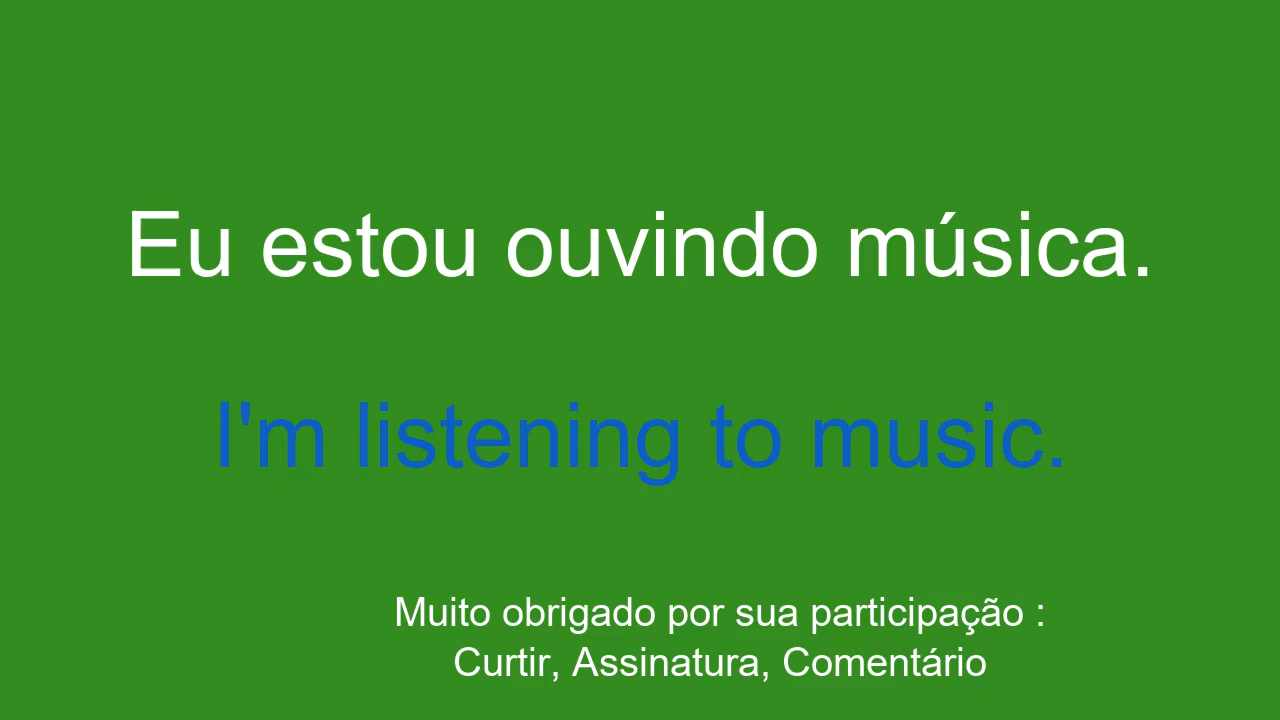 Eu estou ouvindo música.
I'm listening to music.
Muito obrigado por sua participação :
Curtir, Assinatura, Comentário